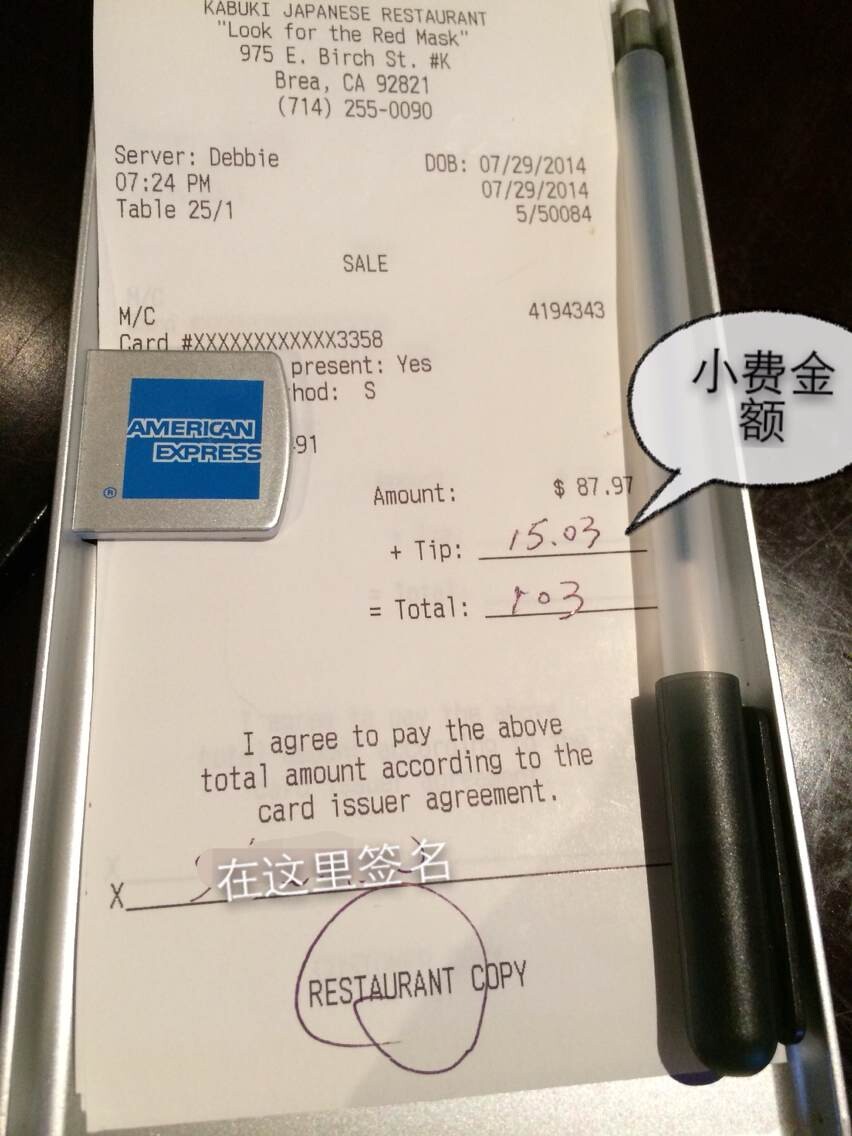 KABUKI JAPANESE RESTAURANT
"Look for the Red Mask"
975 E. Birch St. #K
Brea, CA 92821
(714) 255-0090
Server: Debbie
DOB: 07/29/2014
07:24 PM
07/29/2014
Table 25/1
5/50084
SALE
M/C
4194343
Card #XXXXXXXXXXXX3358
present: Yes
hod: S
AMERICAN
EXPRESS
®
91
小费金
额
Amount: $ 87.97
+ Tip: 15.03
= Total: 103
I agree to pay the above
total amount according to the
card issuer agreement.
X
在这里签名
RESTAURANT COPY